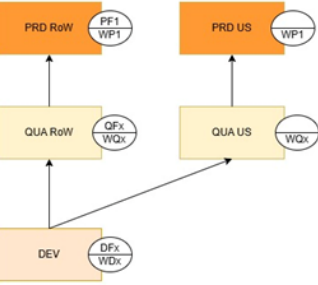 PRD RoW
PF1
WP1
PRD US
WP1
QUA RoW
QFx
WQx
QUA US
WQx
DEV
DFx
WDx